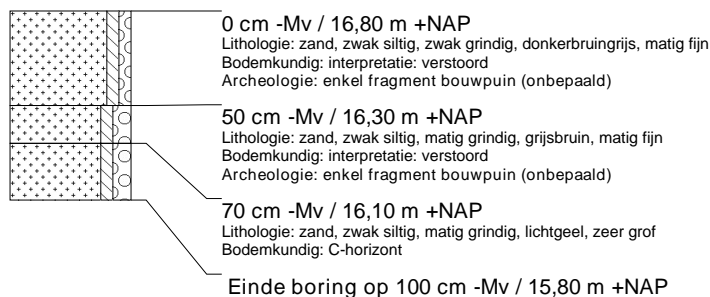 0 cm -Mv / 16,80 m +NAP
Lithologie: zand, zwak siltig, zwak grindig, donkerbruingrijs, matig fijn
Bodemkundig: interpretatie: verstoord
Archeologie: enkel fragment bouwpuin (onbepaald)
50 cm -Mv / 16,30 m +NAP
Lithologie: zand, zwak siltig, matig grindig, grijsbruin, matig fijn
Bodemkundig: interpretatie: verstoord
Archeologie: enkel fragment bouwpuin (onbepaald)
70 cm -Mv / 16,10 m +NAP
Lithologie: zand, zwak siltig, matig grindig, lichtgeel, zeer grof
Bodemkundig: C-horizont
Einde boring op 100 cm -Mv / 15,80 m +NAP